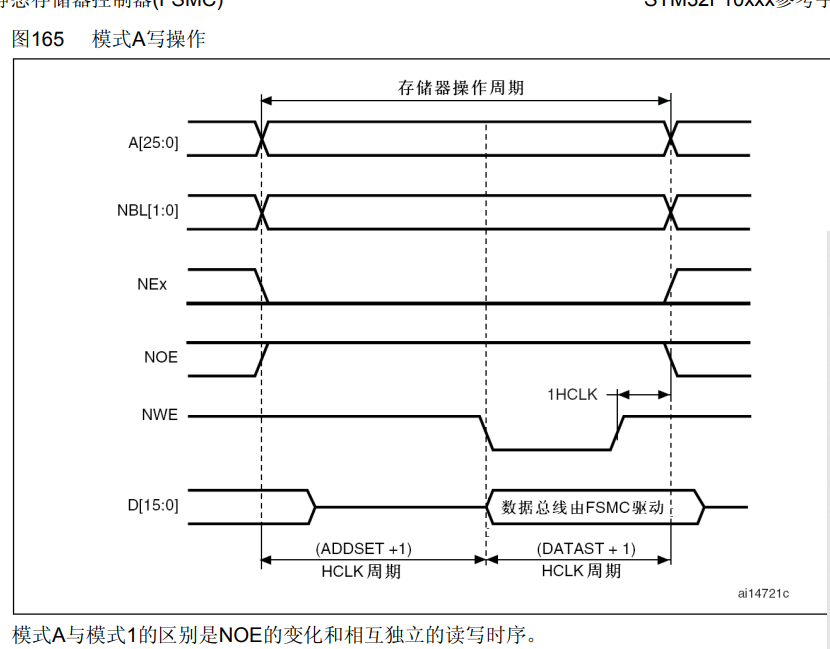 静态存储器控制器(FSMC) STM32F10xxx参考手
图165 模式A写操作
存储器操作周期
A[25:0]
NBL[1:0]
NEx
NOE
1HCLK
NWE
D[15:0]
数据总线由FSMC驱动
(ADDSET +1) (DATAST + 1)
HCLK 周期 HCLK 周期
ai14721c
模式A与模式1的区别是NOE的变化和相互独立的读写时序。